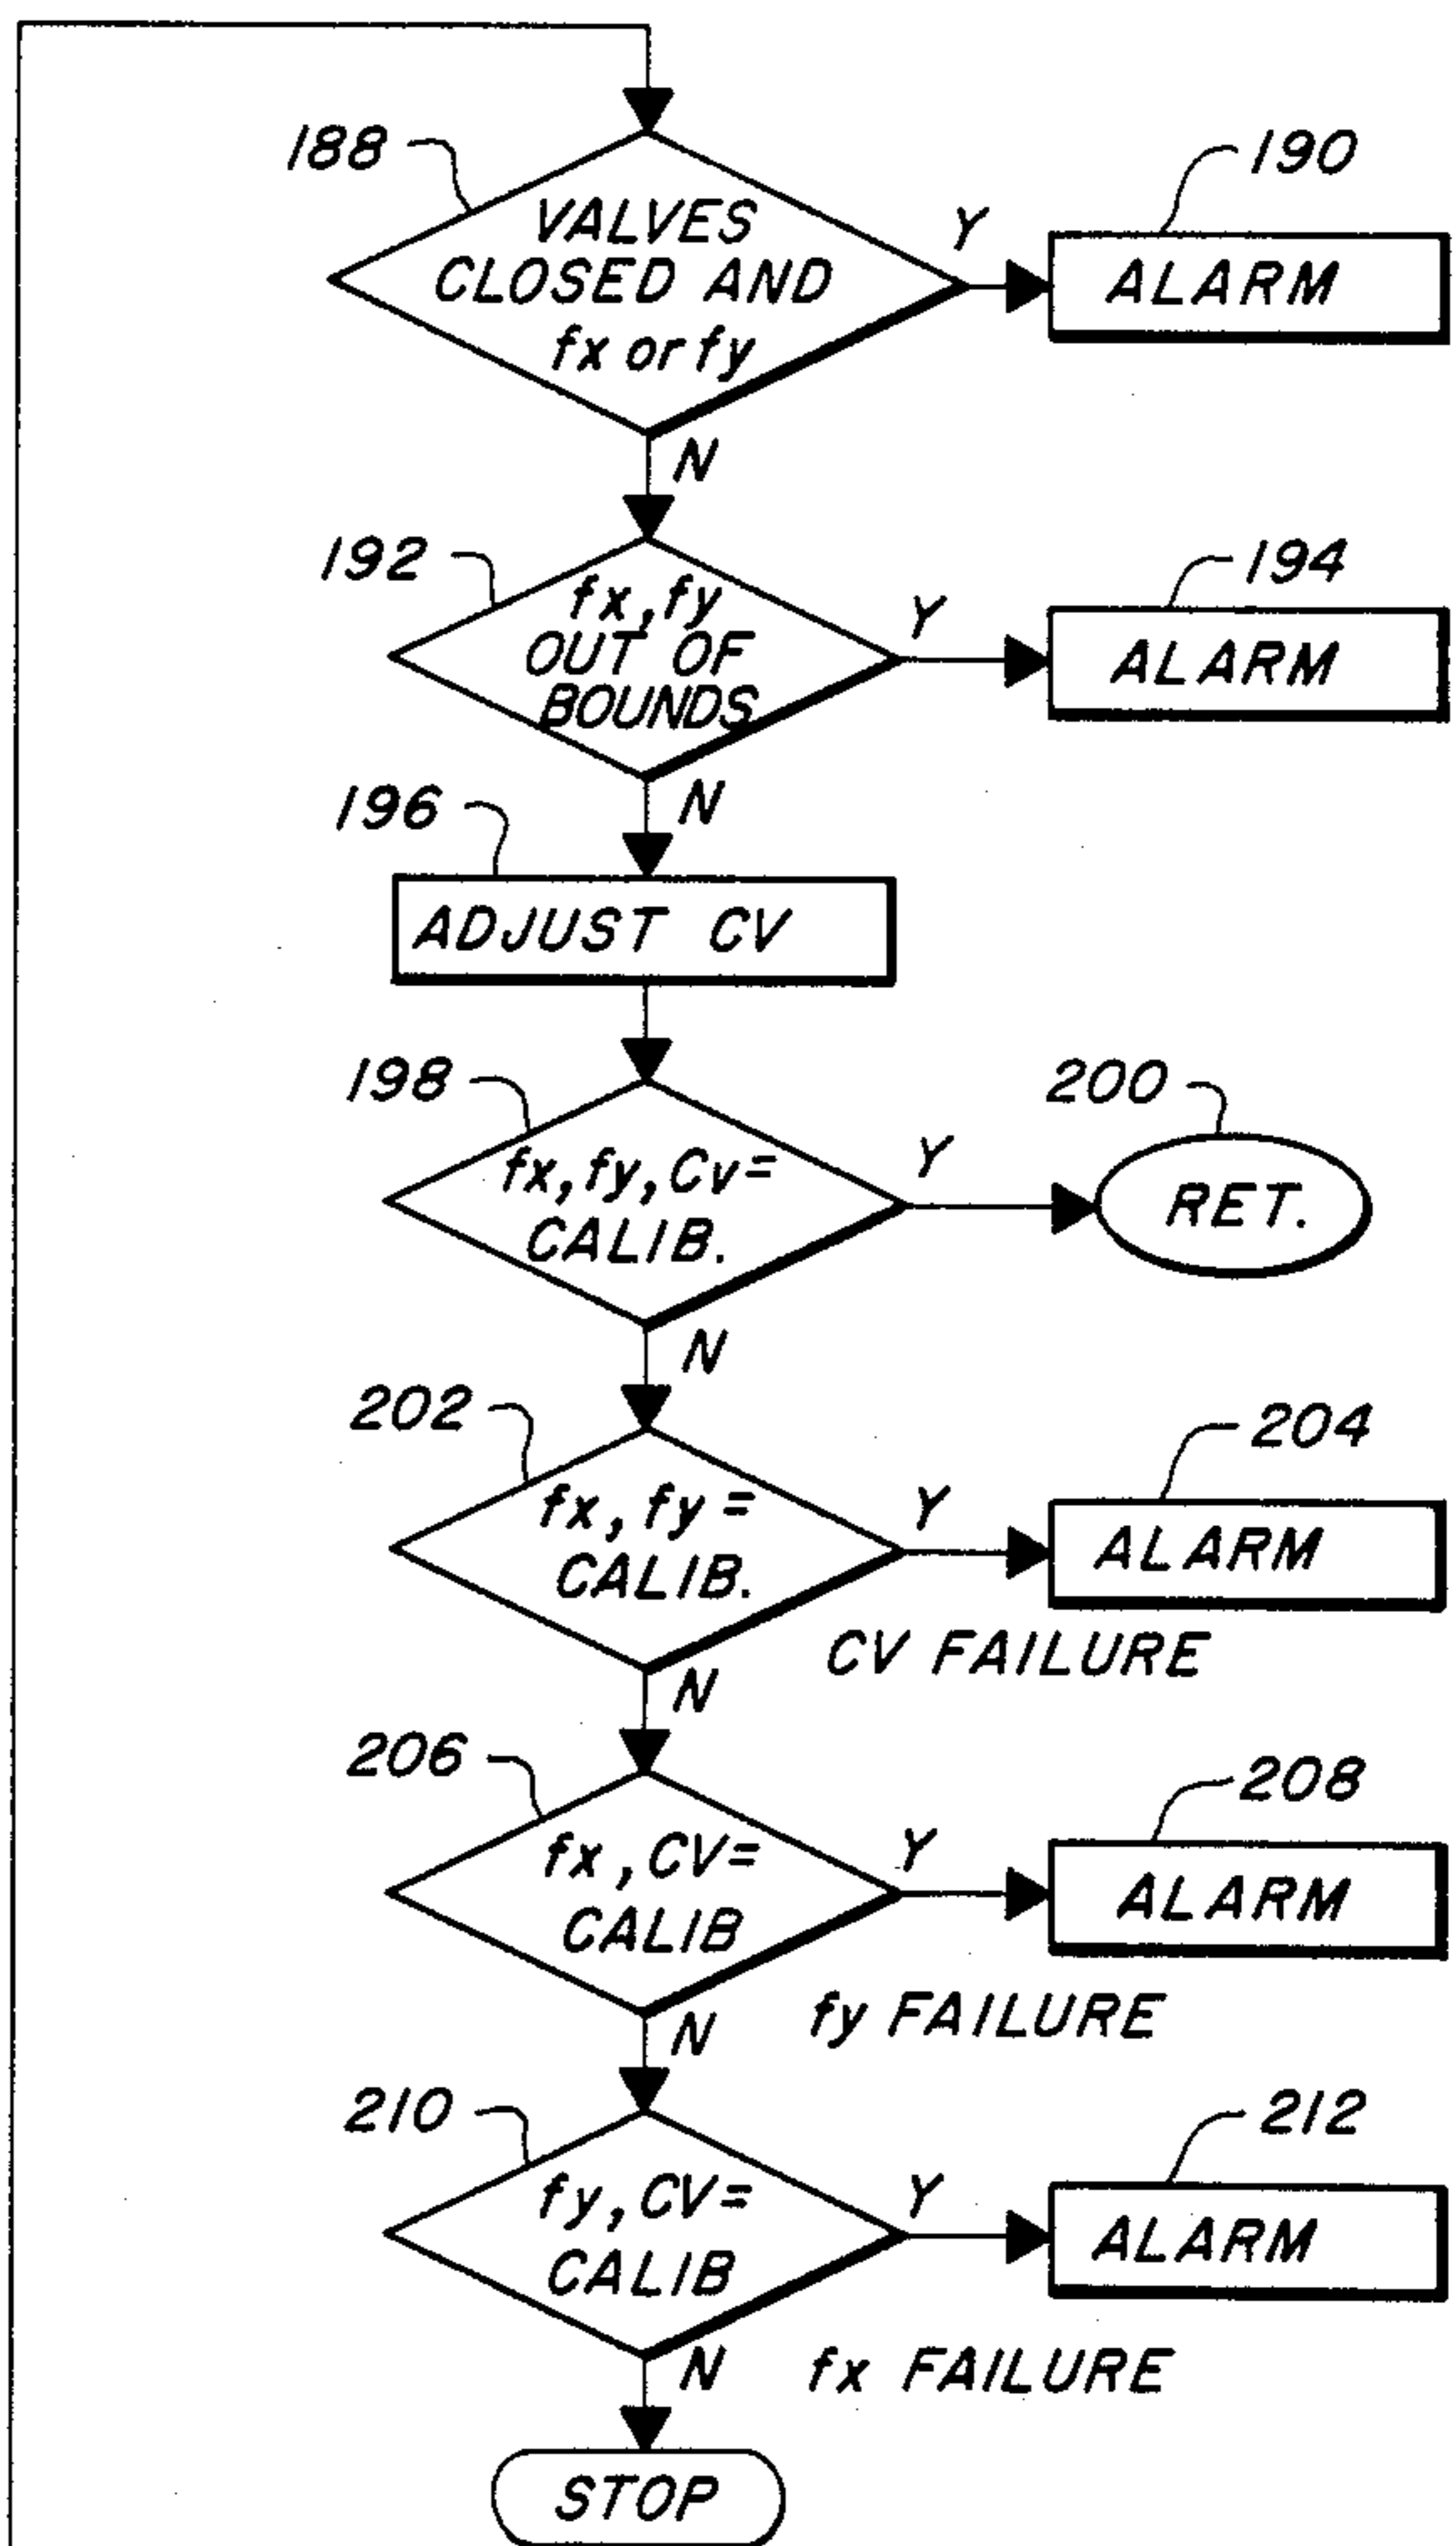 188
VALVES
CLOSED AND
fx or fy
Y
190
ALARM
N
192
fx, fy
OUT OF
BOUNDS
Y
194
ALARM
N
196
ADJUST CV
198
fx, fy, Cv=
CALIB.
Y
200
RET.
N
202
fx, fy =
CALIB.
Y
204
ALARM
CV FAILURE
N
206
fx, CV=
CALIB
Y
208
ALARM
fy FAILURE
N
210
fy, CV=
CALIB
Y
212
ALARM
fx FAILURE
N
STOP